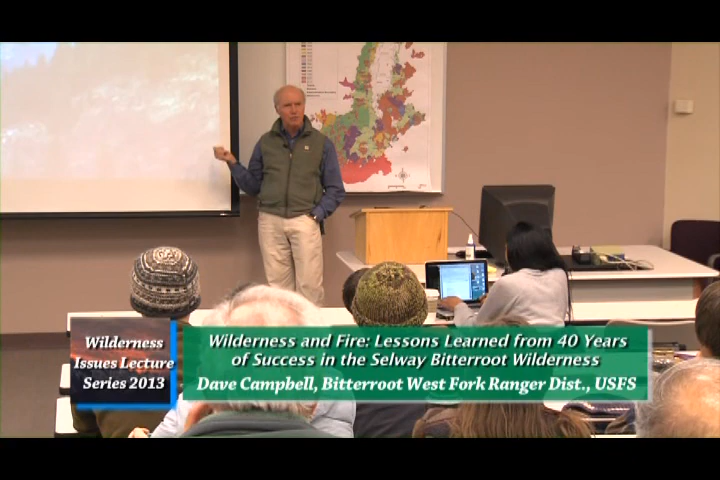 Wilderness
Issues Lecture
Series 2013
Wilderness and Fire: Lessons Learned from 40 Years
of Success in the Selway Bitterroot Wilderness
Dave Campbell, Bitterroot West Fork Ranger Dist., USFS